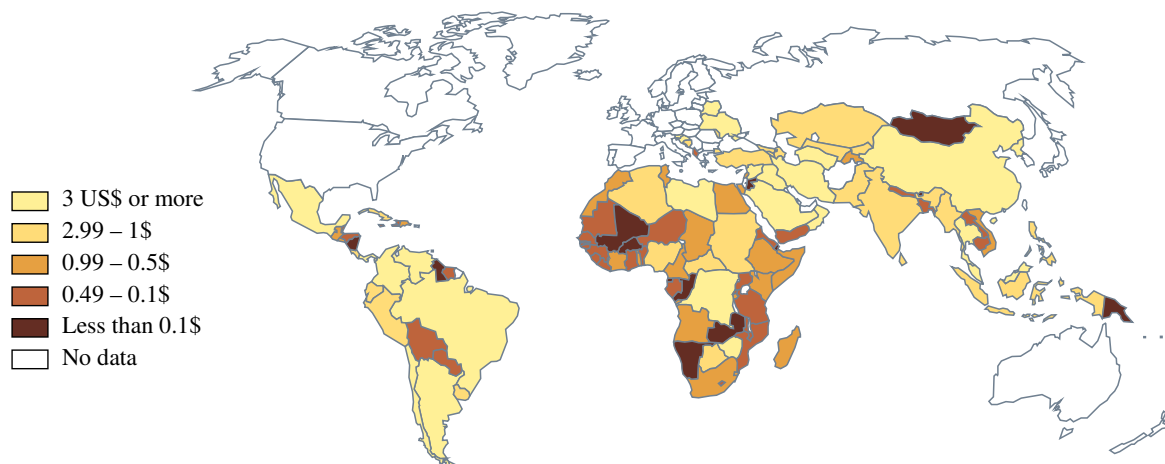 3 US$ or more
2.99 – 1$
0.99 – 0.5$
0.49 – 0.1$
Less than 0.1$
No data